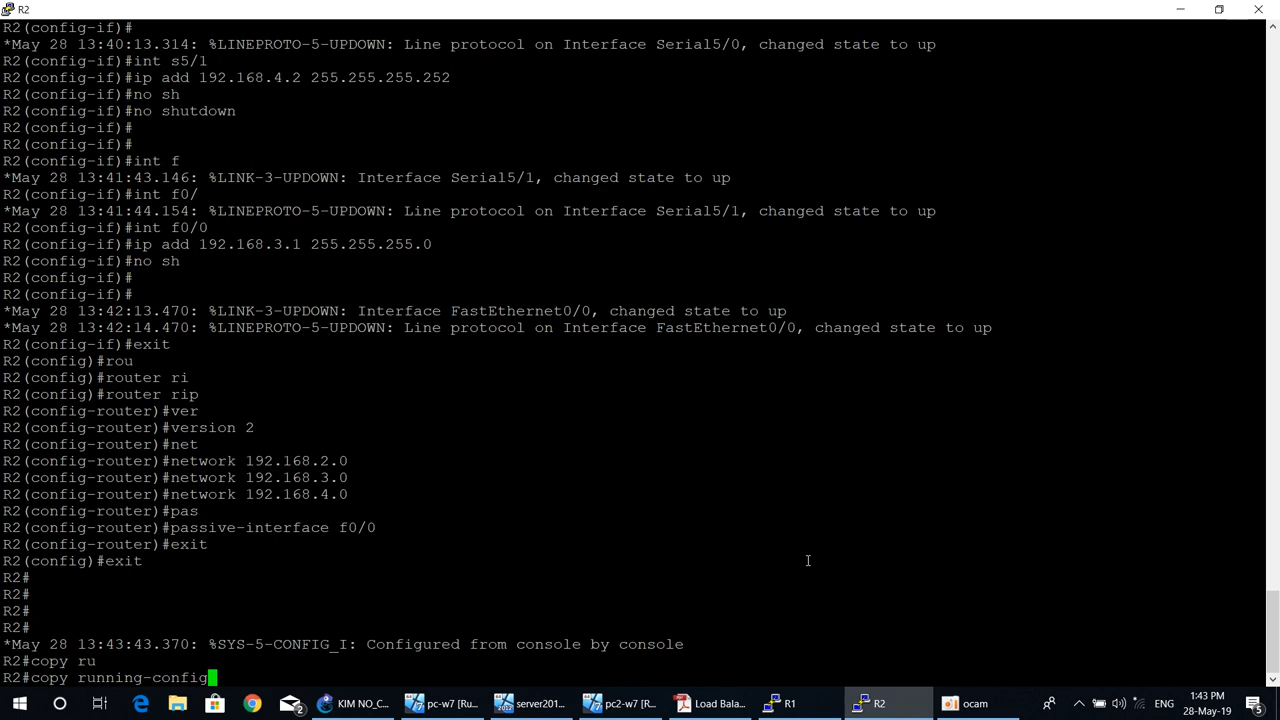 R2
R2(config-if)#
*May 28 13:40:13.314: %LINEPROTO-5-UPDOWN: Line protocol on Interface Serial5/0, changed state to up
R2(config-if)#int s5/1
R2(config-if)#ip add 192.168.4.2 255.255.255.252
R2(config-if)#no sh
R2(config-if)#no shutdown
R2(config-if)#
R2(config-if)#
R2(config-if)#int f
*May 28 13:41:43.146: %LINK-3-UPDOWN: Interface Serial5/1, changed state to up
R2(config-if)#int f0/
*May 28 13:41:44.154: %LINEPROTO-5-UPDOWN: Line protocol on Interface Serial5/1, changed state to up
R2(config-if)#int f0/0
R2(config-if)#ip add 192.168.3.1 255.255.255.0
R2(config-if)#no sh
R2(config-if)#
R2(config-if)#
*May 28 13:42:13.470: %LINK-3-UPDOWN: Interface FastEthernet0/0, changed state to up
*May 28 13:42:14.470: %LINEPROTO-5-UPDOWN: Line protocol on Interface FastEthernet0/0, changed state to up
R2(config-if)#exit
R2(config)#rou
R2(config)#router ri
R2(config)#router rip
R2(config-router)#ver
R2(config-router)#version 2
R2(config-router)#net
R2(config-router)#network 192.168.2.0
R2(config-router)#network 192.168.3.0
R2(config-router)#network 192.168.4.0
R2(config-router)#pas
R2(config-router)#passive-interface f0/0
R2(config-router)#exit
R2(config)#exit
R2#
R2#
R2#
R2#
*May 28 13:43:43.370: %SYS-5-CONFIG_I: Configured from console by console
R2#copy ru
R2#copy running-config
2 KIM NO_C... pc-w7 [Ru... server201... pc2-w7 [R... Load Bala... R1 R2 ocam ENG 1:43 PM
28-May-19 5